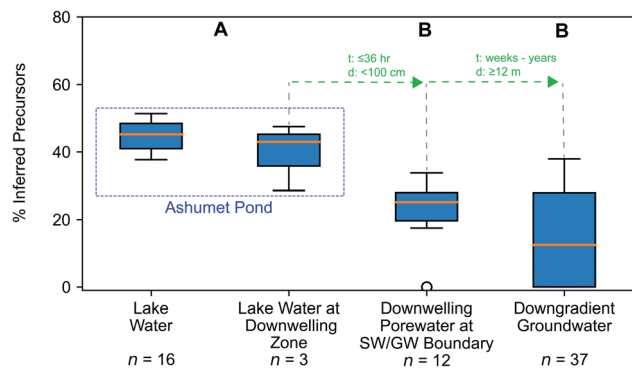 80
60
40
20
0
% Inferred Precursors
A
B
B
t: ≤36 hr
d: <100 cm
t: weeks - years
d: ≥12 m
Ashumet Pond
Lake
Water
n = 16
Lake Water at
Downwelling
Zone
n = 3
Downwelling
Porewater at
SW/GW Boundary
n = 12
Downgradient
Groundwater
n = 37